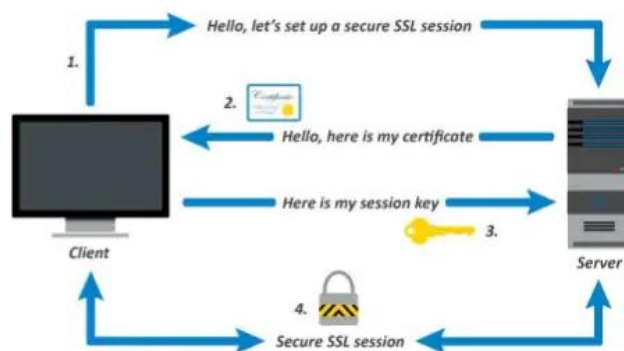 Hello, let's set up a secure SSL session
1.
2.
Certificate
Hello, here is my certificate
Here is my session key
3.
Client
Server
4.
Secure SSL session